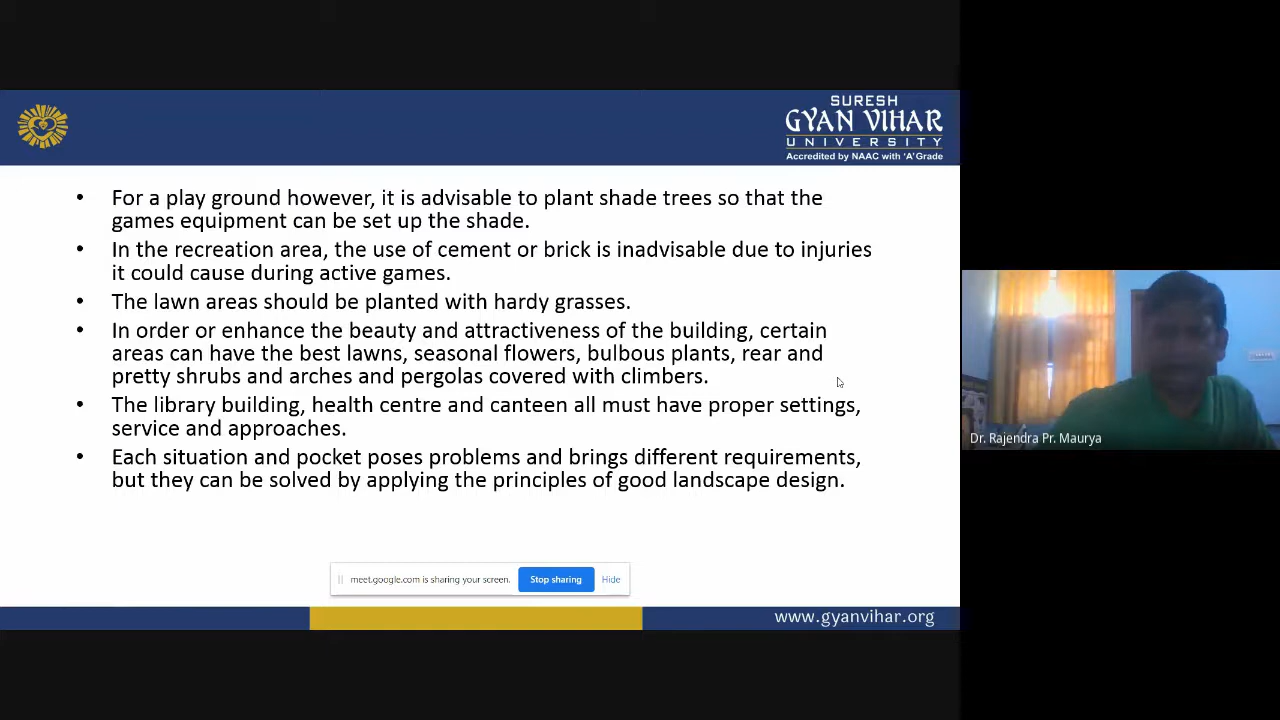 SURESH
GYAN VIHAR
UNIVERSITY
Accredited by NAAC with 'A' Grade
• For a play ground however, it is advisable to plant shade trees so that the
games equipment can be set up the shade.
• In the recreation area, the use of cement or brick is inadvisable due to injuries
it could cause during active games.
• The lawn areas should be planted with hardy grasses.
• In order or enhance the beauty and attractiveness of the building, certain
areas can have the best lawns, seasonal flowers, bulbous plants, rear and
pretty shrubs and arches and pergolas covered with climbers.
• The library building, health centre and canteen all must have proper settings,
service and approaches.
• Each situation and pocket poses problems and brings different requirements,
but they can be solved by applying the principles of good landscape design.
Dr. Rajendra Pr. Maurya
meet.google.com is sharing your screen. Stop sharing Hide
www.gyanvihar.org